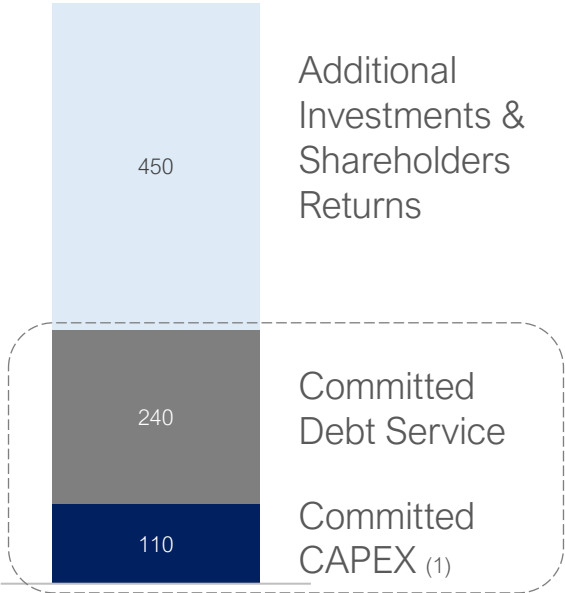 450
Additional
Investments &
Shareholders
Returns
240
Committed
Debt Service
110
Committed
CAPEX (1)